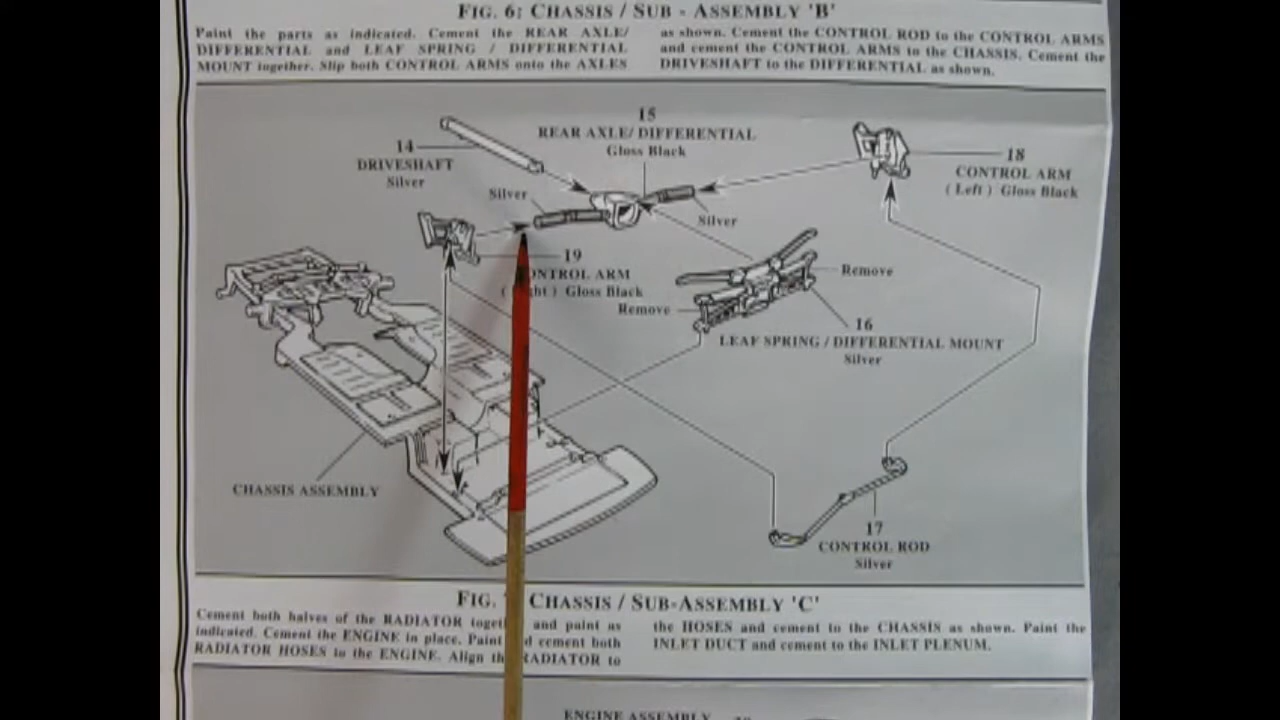 FIG. 6; CHASSIS / SUB - ASSEMBLY 'B'
Paint the parts as indicated. Cement the REAR AXLE/
DIFFERENTIAL and LEAF SPRING / DIFFERENTIAL
MOUNT together. Slip both CONTROL ARMS onto the AXLES
as shown. Cement the CONTROL ROD to the CONTROL ARMS
and cement the CONTROL ARMS to the CHASSIS. Cement the
DRIVESHAFT to the DIFFERENTIAL as shown.
15
REAR AXLE/ DIFFERENTIAL
Gloss Black
14
DRIVESHAFT
Silver
18
CONTROL ARM
( Left ) Gloss Black
Silver
Silver
19
ONTROL ARM
( ght ) Gloss Black
Remove
Remove
16
LEAF SPRING / DIFFERENTIAL MOUNT
Silver
CHASSIS ASSEMBLY
17
CONTROL ROD
Silver
FIG. CHASSIS / SUB-ASSEMBLY 'C'
Cement both halves of the RADIATOR toget and paint as
indicated. Cement the ENGINE in place. Paint d cement both
RADIATOR HOSES to the ENGINE. Align th RADIATOR to
the HOSES and cement to the CHASSIS as shown. Paint the
INLET DUCT and cement to the INLET PLENUM.
ENGINE ASSEMBLY